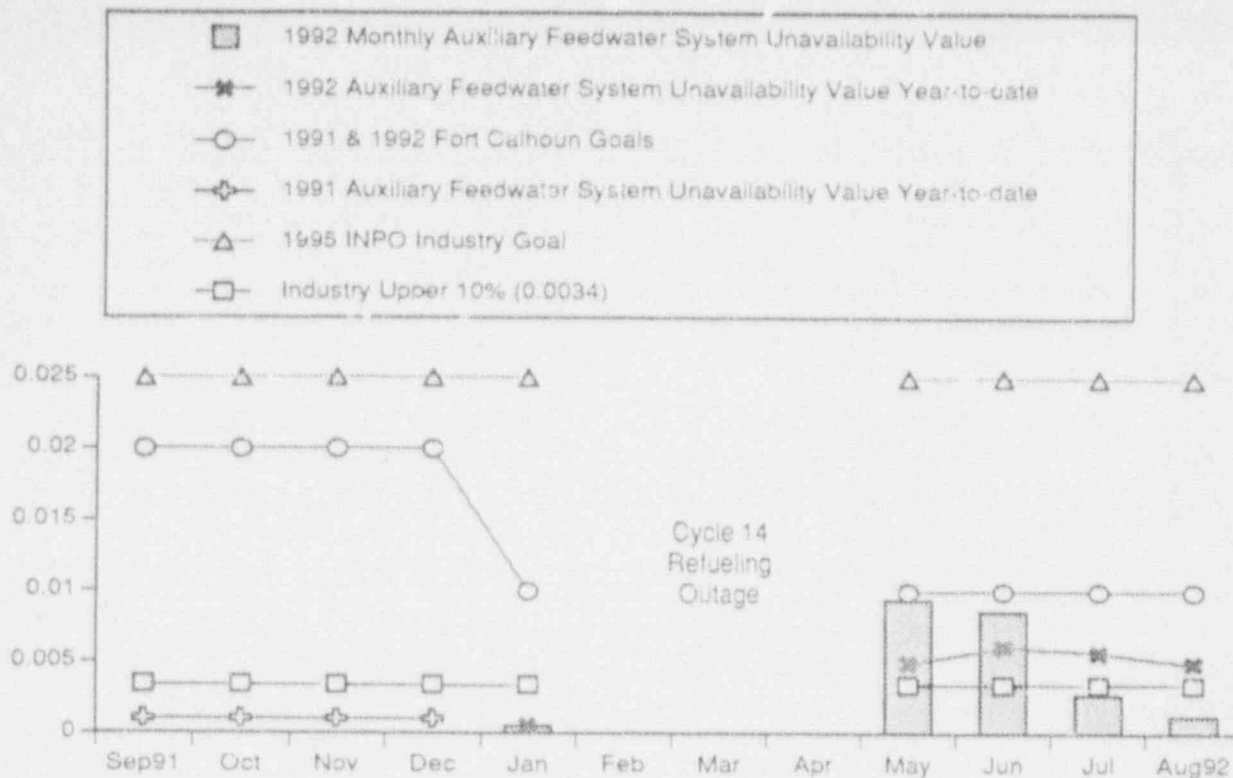 1992 Monthly Auxiliary Feedwater System Unavailability Value
1992 Auxiliary Feedwater System Unavailability Value Year-to-date
1991 & 1992 Fort Calhoun Goals
1991 Auxiliary Feedwater System Unavailability Value Year-to-date
1995 INPO Industry Goal
Industry Upper 10% (0.0034)
0.025
0.02
0.015
0.01
0.005
0
Cycle 14
Refueling
Outage
Sep91 Oct Nov Dec Jan Feb Mar Apr May Jun Jul Aug92